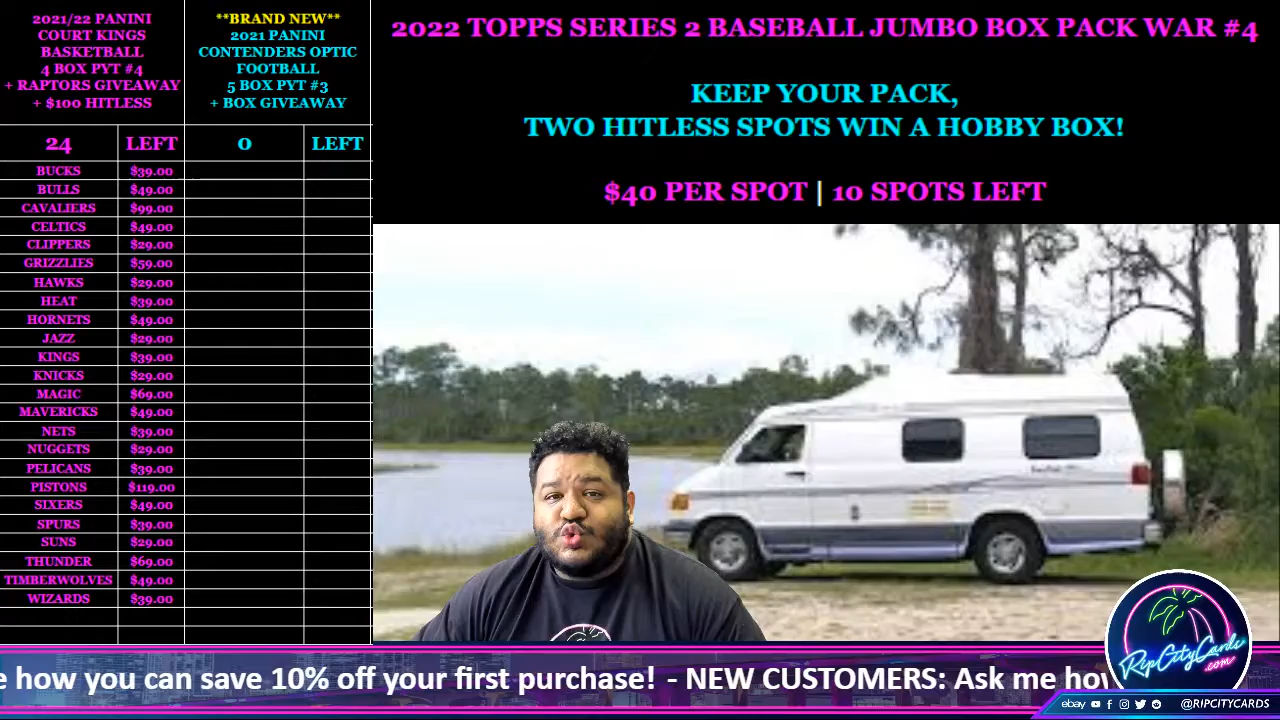 2021/22 PANINI
COURT KINGS
BASKETBALL
4 BOX PYT #4
+ RAPTORS GIVEAWAY
+ $100 HITLESS
24 LEFT
BUCKS $39.00
BULLS $49.00
CAVALIERS $99.00
CELTICS $49.00
CLIPPERS $29.00
GRIZZLIES $59.00
HAWKS $29.00
HEAT $39.00
HORNETS $49.00
JAZZ $29.00
KINGS $39.00
KNICKS $29.00
MAGIC $69.00
MAVERICKS $49.00
NETS $39.00
NUGGETS $29.00
PELICANS $39.00
PISTONS $119.00
SIXERS $49.00
SPURS $39.00
SUNS $29.00
THUNDER $69.00
TIMBERWOLVES $49.00
WIZARDS $39.00
**BRAND NEW**
2021 PANINI
CONTENDERS OPTIC
FOOTBALL
5 BOX PYT #3
+ BOX GIVEAWAY
0 LEFT
2022 TOPPS SERIES 2 BASEBALL JUMBO BOX PACK WAR #4
KEEP YOUR PACK,
TWO HITLESS SPOTS WIN A HOBBY BOX!
$40 PER SPOT | 10 SPOTS LEFT
e how you can save 10% off your first purchase! - NEW CUSTOMERS: Ask me how
RipCityCards
.com
ebay @RIPCITYCARDS